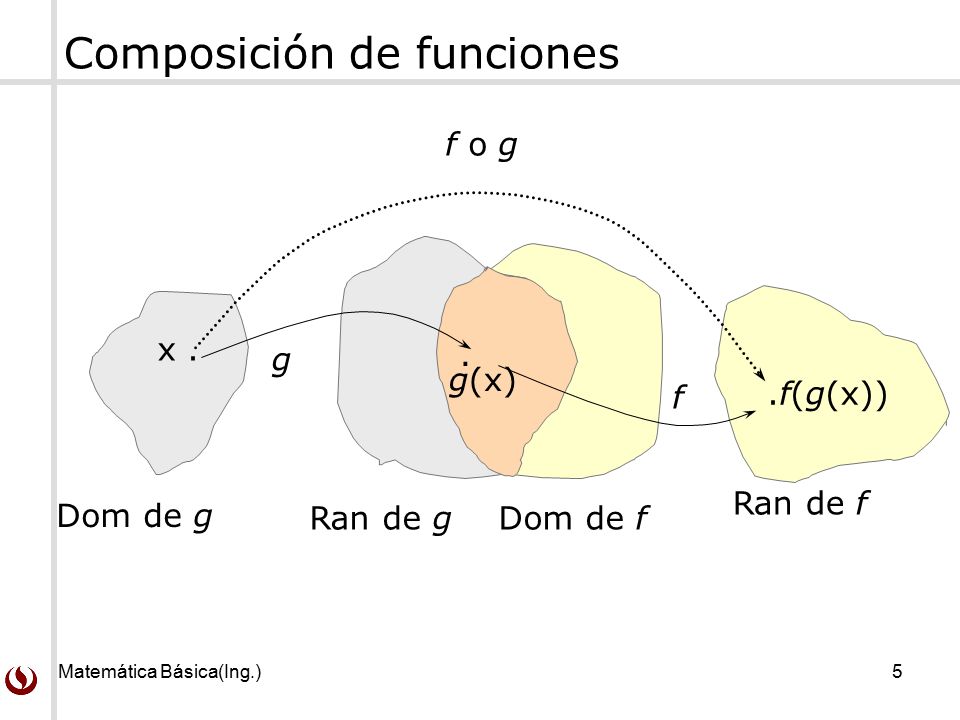 Composición de funciones
f o g
x .
g
.
g(x)
f
.f(g(x))
Dom de g
Ran de g
Dom de f
Ran de f
Matemática Básica(Ing.)
5